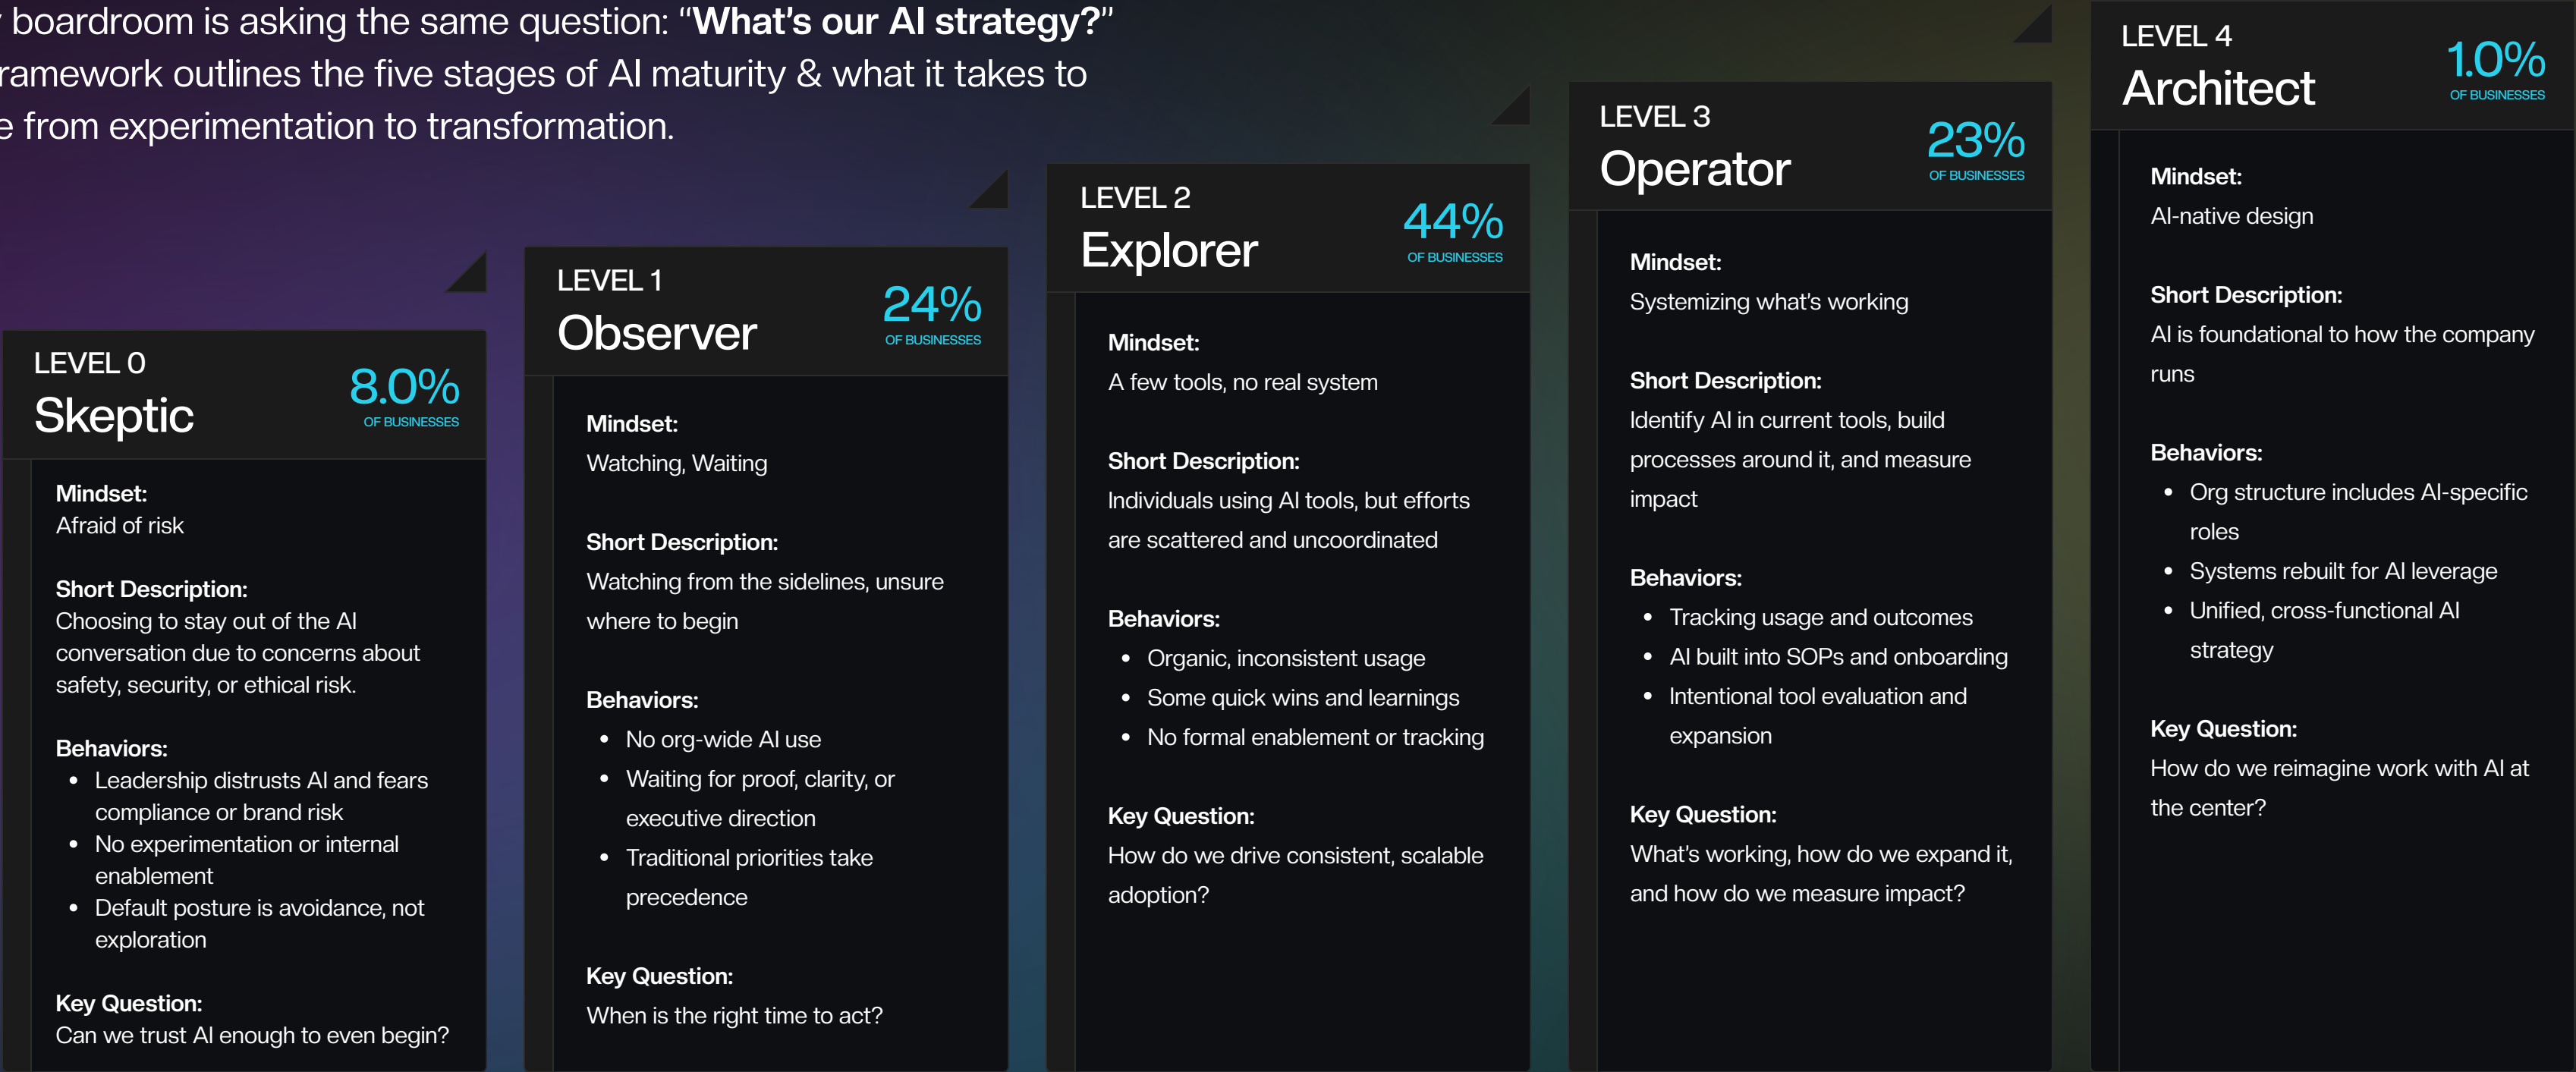 boardroom is asking the same question: “What’s our AI strategy?”
framework outlines the five stages of AI maturity & what it takes to
from experimentation to transformation.
LEVEL 0
Skeptic
8.0%
OF BUSINESSES
Mindset:
Afraid of risk
Short Description:
Choosing to stay out of the AI
conversation due to concerns about
safety, security, or ethical risk.
Behaviors:
• Leadership distrusts AI and fears
compliance or brand risk
• No experimentation or internal
enablement
• Default posture is avoidance, not
exploration
Key Question:
Can we trust AI enough to even begin?
LEVEL 1
Observer
24%
OF BUSINESSES
Mindset:
Watching, Waiting
Short Description:
Watching from the sidelines, unsure
where to begin
Behaviors:
• No org-wide AI use
• Waiting for proof, clarity, or
executive direction
• Traditional priorities take
precedence
Key Question:
When is the right time to act?
LEVEL 2
Explorer
44%
OF BUSINESSES
Mindset:
A few tools, no real system
Short Description:
Individuals using AI tools, but efforts
are scattered and uncoordinated
Behaviors:
• Organic, inconsistent usage
• Some quick wins and learnings
• No formal enablement or tracking
Key Question:
How do we drive consistent, scalable
adoption?
LEVEL 3
Operator
23%
OF BUSINESSES
Mindset:
Systemizing what’s working
Short Description:
Identify AI in current tools, build
processes around it, and measure
impact
Behaviors:
• Tracking usage and outcomes
• AI built into SOPs and onboarding
• Intentional tool evaluation and
expansion
Key Question:
What’s working, how do we expand it,
and how do we measure impact?
LEVEL 4
Architect
1.0%
OF BUSINESSES
Mindset:
AI-native design
Short Description:
AI is foundational to how the company
runs
Behaviors:
• Org structure includes AI-specific
roles
• Systems rebuilt for AI leverage
• Unified, cross-functional AI
strategy
Key Question:
How do we reimagine work with AI at
the center?